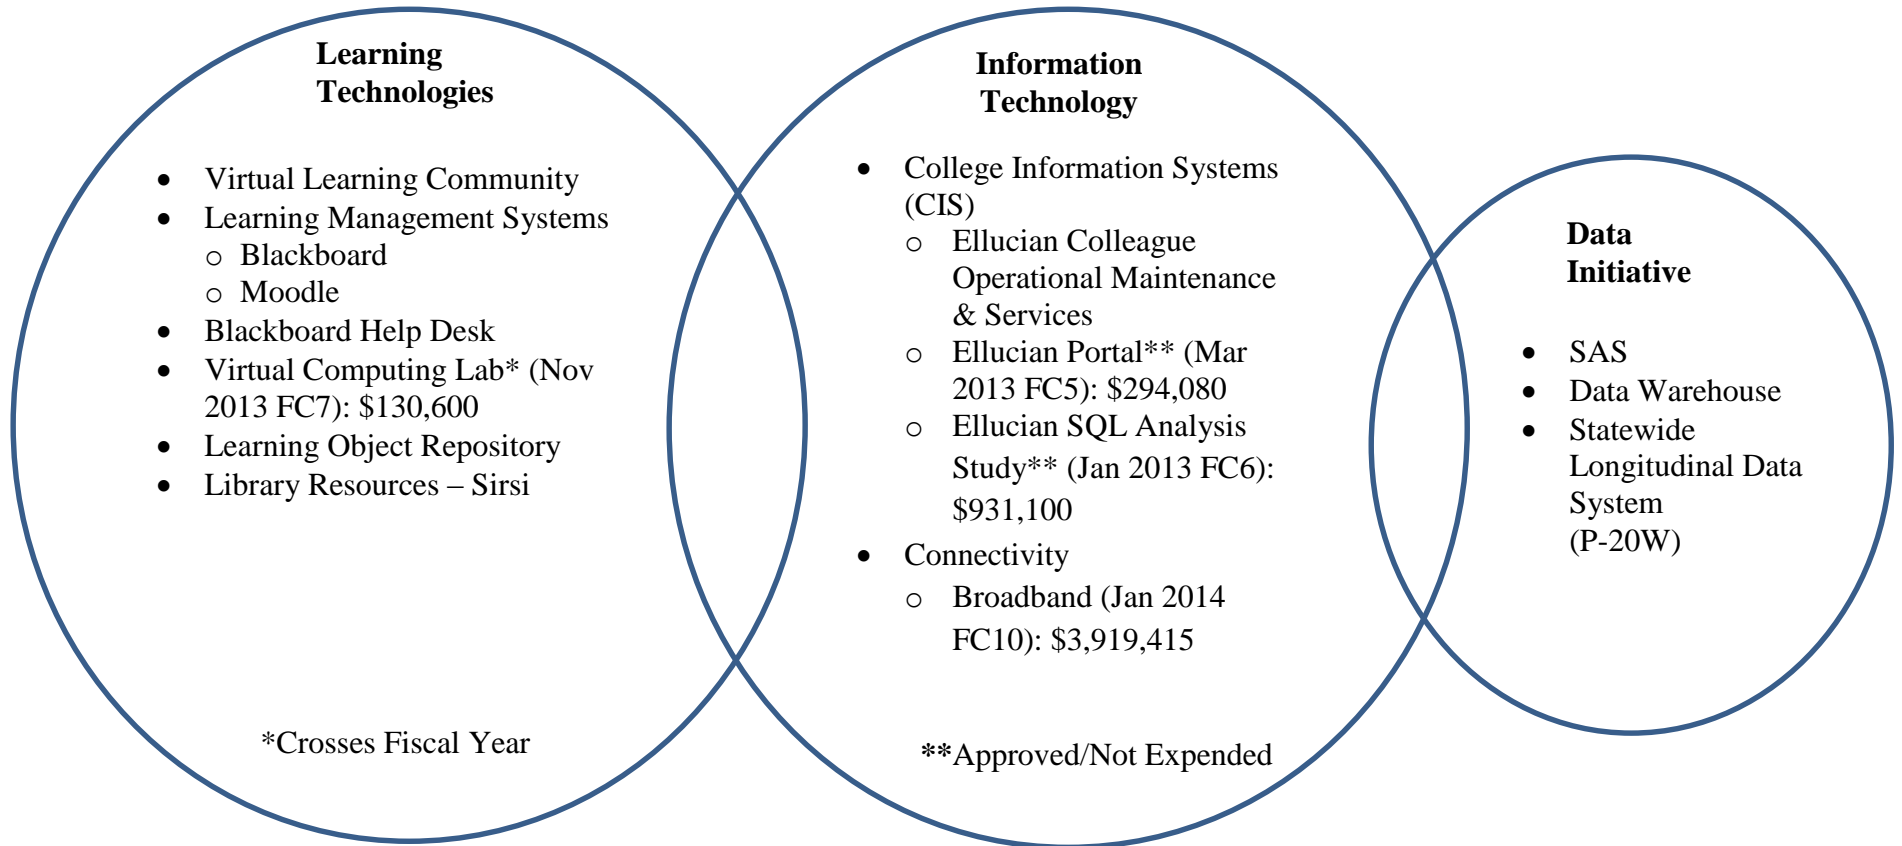 Learning
Technologies
• Virtual Learning Community
• Learning Management Systems
o Blackboard
o Moodle
• Blackboard Help Desk
• Virtual Computing Lab* (Nov
2013 FC7): $130,600
• Learning Object Repository
• Library Resources – Sirsi
*Crosses Fiscal Year
Information
Technology
• College Information Systems
(CIS)
o Ellucian Colleague
Operational Maintenance
& Services
o Ellucian Portal** (Mar
2013 FC5): $294,080
o Ellucian SQL Analysis
Study** (Jan 2013 FC6):
$931,100
• Connectivity
o Broadband (Jan 2014
FC10): $3,919,415
**Approved/Not Expended
Data
Initiative
• SAS
• Data Warehouse
• Statewide
Longitudinal Data
System
(P-20W)